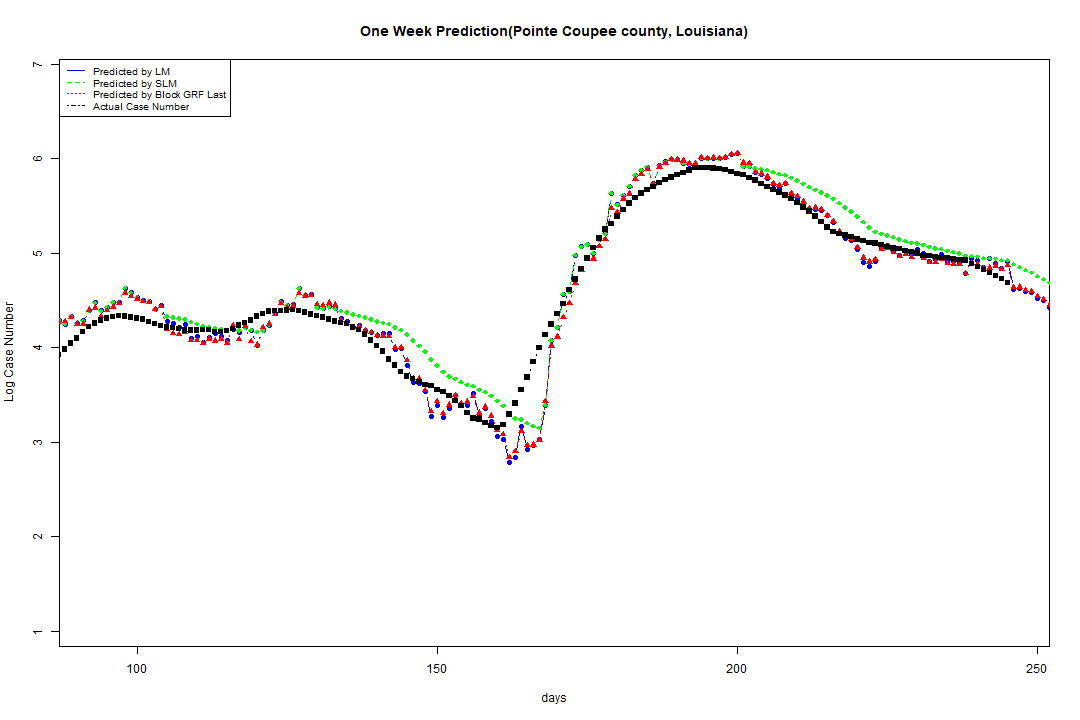 One Week Prediction(Pointe Coupee county, Louisiana)
Predicted by LM
Predicted by SLM
Predicted by Block GRF Last
Actual Case Number
7
6
5
4
3
2
1
Log Case Number
100 150 200 250
days